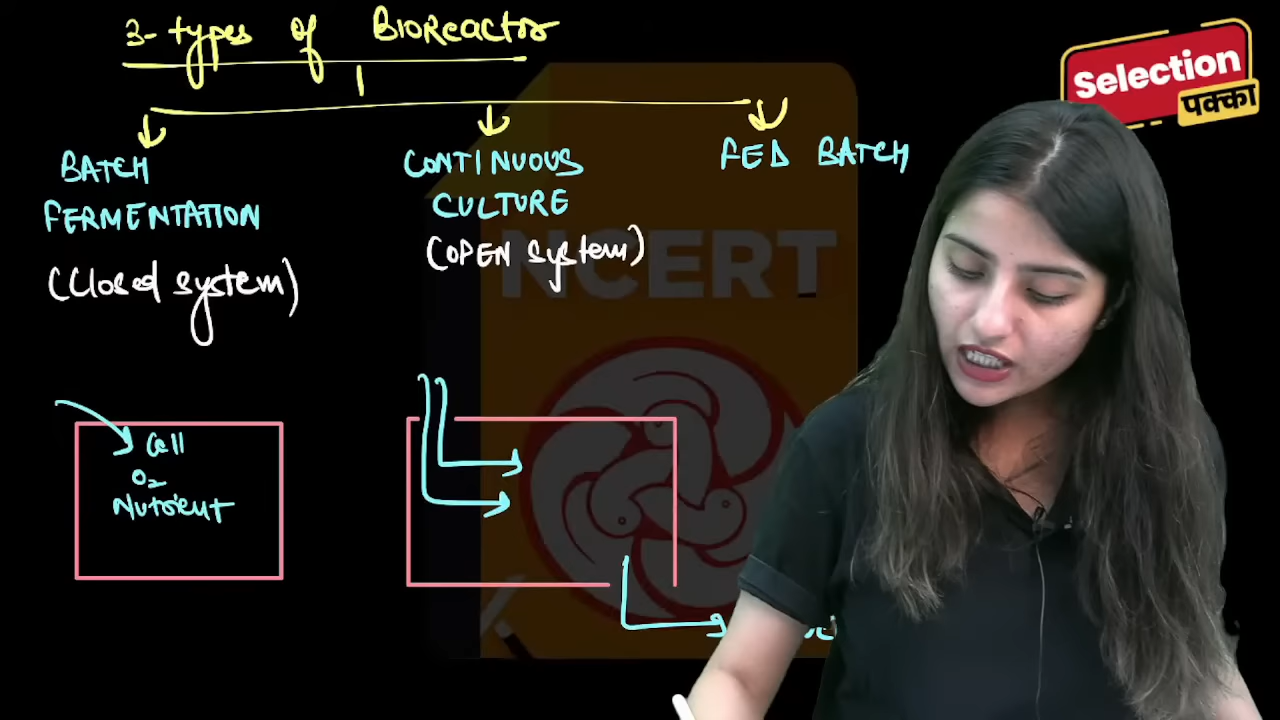 3- types of BIOReactor
BATCH
FERMENTATION
(Closed system)
CONTINUOUS
CULTURE
(OPEN system)
FED BATCH
Selection
पक्का
NCERT
Cell
O₂
Nutrient